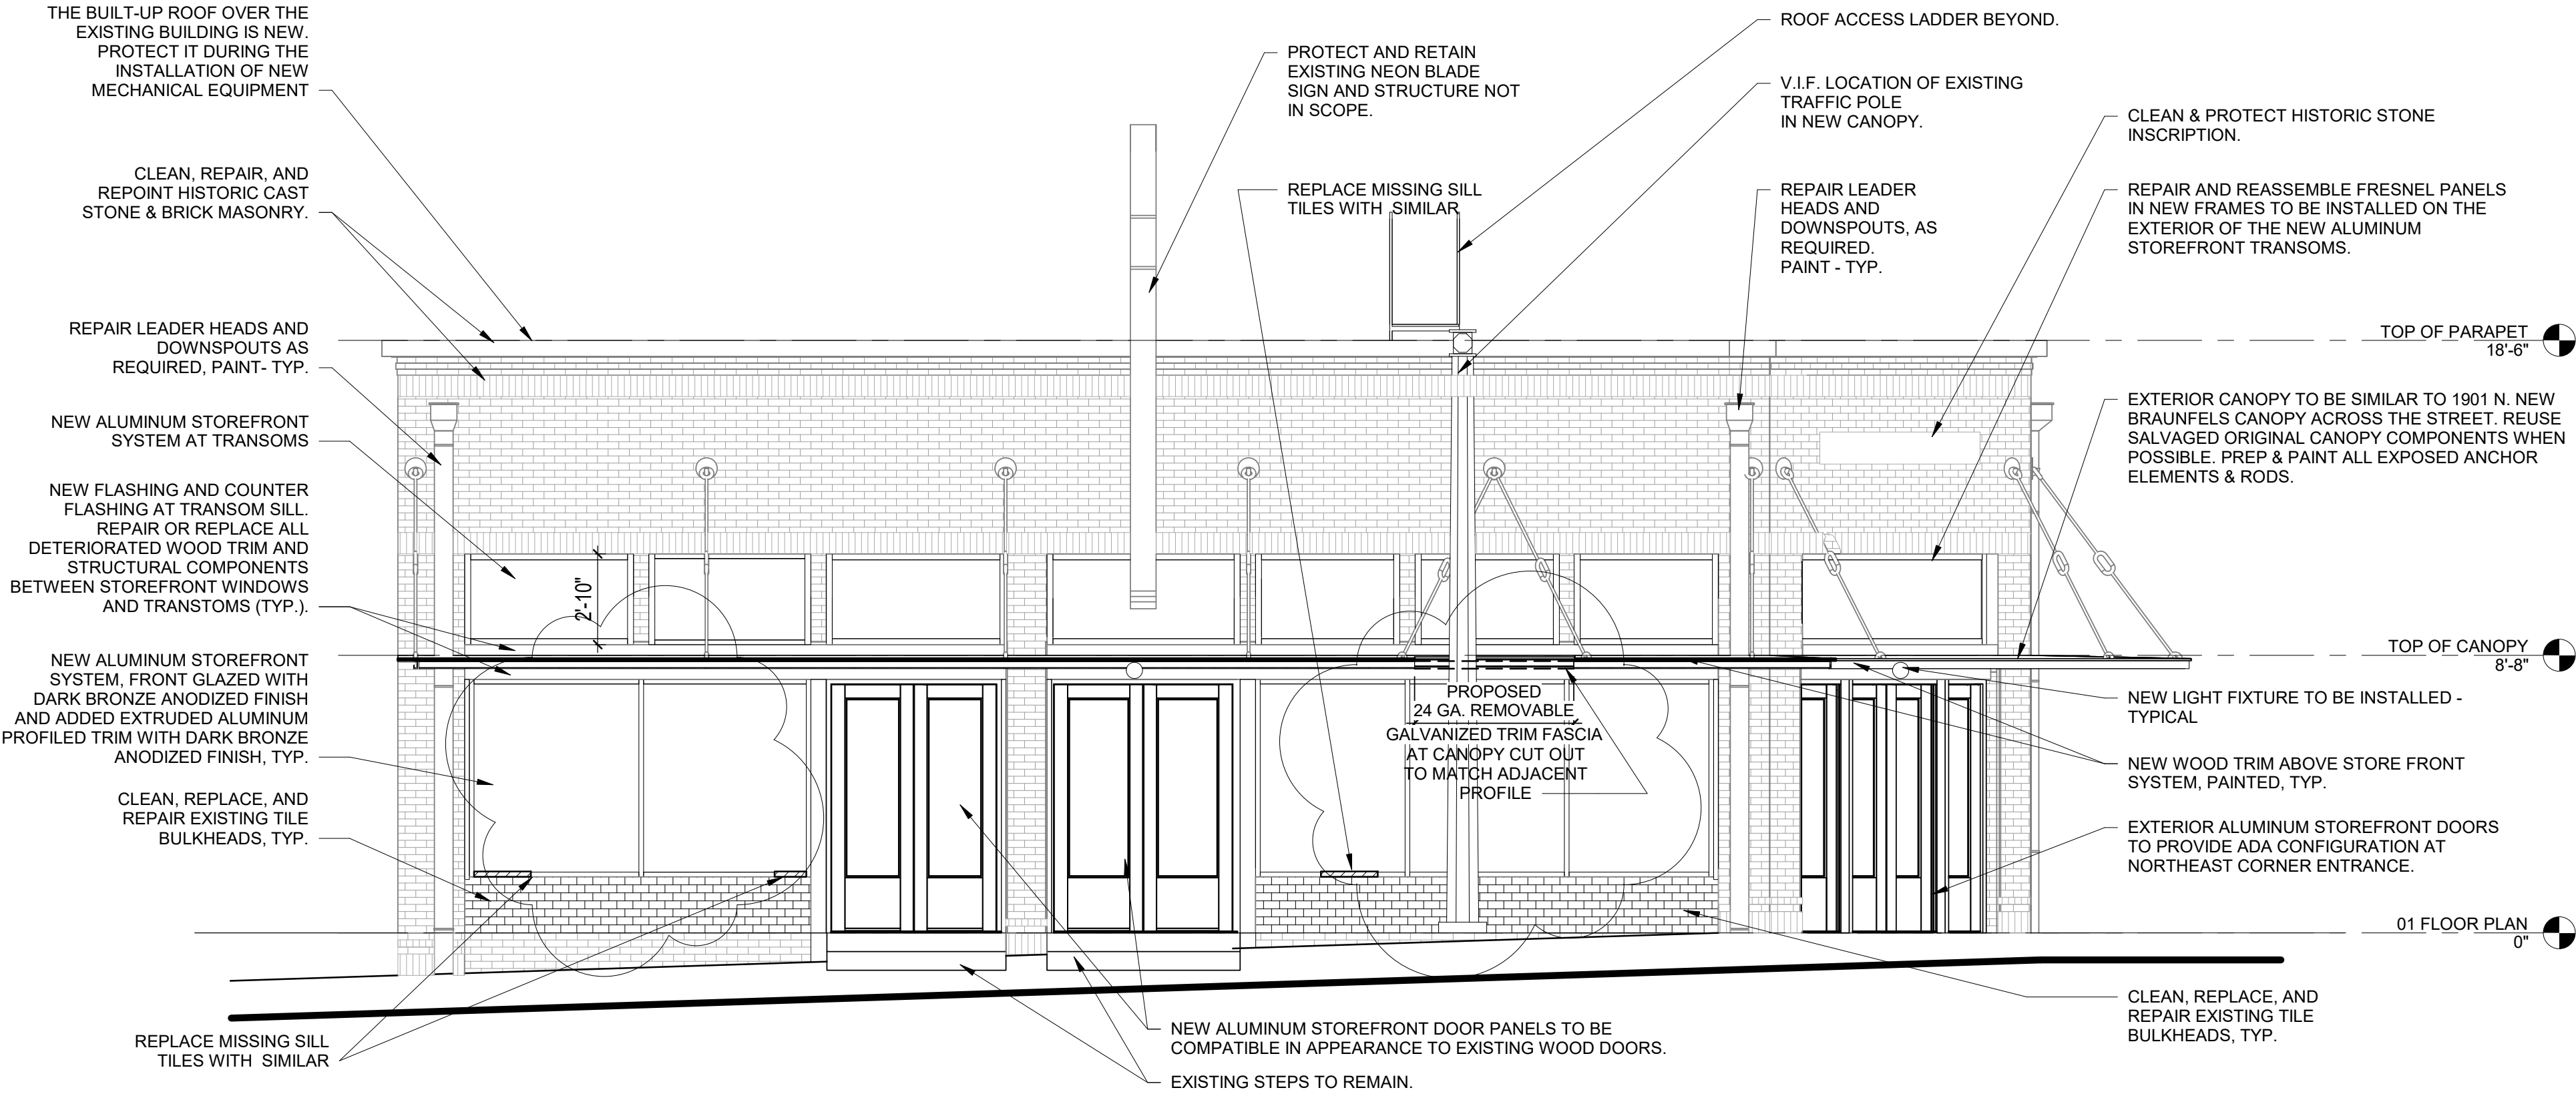 THE BUILT-UP ROOF OVER THE
EXISTING BUILDING IS NEW.
PROTECT IT DURING THE
INSTALLATION OF NEW
MECHANICAL EQUIPMENT
CLEAN, REPAIR, AND
REPOINT HISTORIC CAST
STONE & BRICK MASONRY.
REPAIR LEADER HEADS AND
DOWNSPOUTS AS
REQUIRED, PAINT- TYP.
NEW ALUMINUM STOREFRONT
SYSTEM AT TRANSOMS
NEW FLASHING AND COUNTER
FLASHING AT TRANSOM SILL.
REPAIR OR REPLACE ALL
DETERIORATED WOOD TRIM AND
STRUCTURAL COMPONENTS
BETWEEN STOREFRONT WINDOWS
AND TRANSTOMS (TYP.).
NEW ALUMINUM STOREFRONT
SYSTEM, FRONT GLAZED WITH
DARK BRONZE ANODIZED FINISH
AND ADDED EXTRUDED ALUMINUM
PROFILED TRIM WITH DARK BRONZE
ANODIZED FINISH, TYP.
CLEAN, REPLACE, AND
REPAIR EXISTING TILE
BULKHEADS, TYP.
REPLACE MISSING SILL
TILES WITH SIMILAR
2'-10"
PROTECT AND RETAIN
EXISTING NEON BLADE
SIGN AND STRUCTURE NOT
IN SCOPE.
REPLACE MISSING SILL
TILES WITH SIMILAR
PROPOSED
24 GA. REMOVABLE
GALVANIZED TRIM FASCIA
AT CANOPY CUT OUT
TO MATCH ADJACENT
PROFILE
NEW ALUMINUM STOREFRONT DOOR PANELS TO BE
COMPATIBLE IN APPEARANCE TO EXISTING WOOD DOORS.
EXISTING STEPS TO REMAIN.
ROOF ACCESS LADDER BEYOND.
V.I.F. LOCATION OF EXISTING
TRAFFIC POLE
IN NEW CANOPY.
REPAIR LEADER
HEADS AND
DOWNSPOUTS, AS
REQUIRED.
PAINT - TYP.
CLEAN & PROTECT HISTORIC STONE
INSCRIPTION.
REPAIR AND REASSEMBLE FRESNEL PANELS
IN NEW FRAMES TO BE INSTALLED ON THE
EXTERIOR OF THE NEW ALUMINUM
STOREFRONT TRANSOMS.
TOP OF PARAPET
18'-6"
EXTERIOR CANOPY TO BE SIMILAR TO 1901 N. NEW
BRAUNFELS CANOPY ACROSS THE STREET. REUSE
SALVAGED ORIGINAL CANOPY COMPONENTS WHEN
POSSIBLE. PREP & PAINT ALL EXPOSED ANCHOR
ELEMENTS & RODS.
TOP OF CANOPY
8'-8"
NEW LIGHT FIXTURE TO BE INSTALLED -
TYPICAL
NEW WOOD TRIM ABOVE STORE FRONT
SYSTEM, PAINTED, TYP.
EXTERIOR ALUMINUM STOREFRONT DOORS
TO PROVIDE ADA CONFIGURATION AT
NORTHEAST CORNER ENTRANCE.
01 FLOOR PLAN
0"
CLEAN, REPLACE, AND
REPAIR EXISTING TILE
BULKHEADS, TYP.